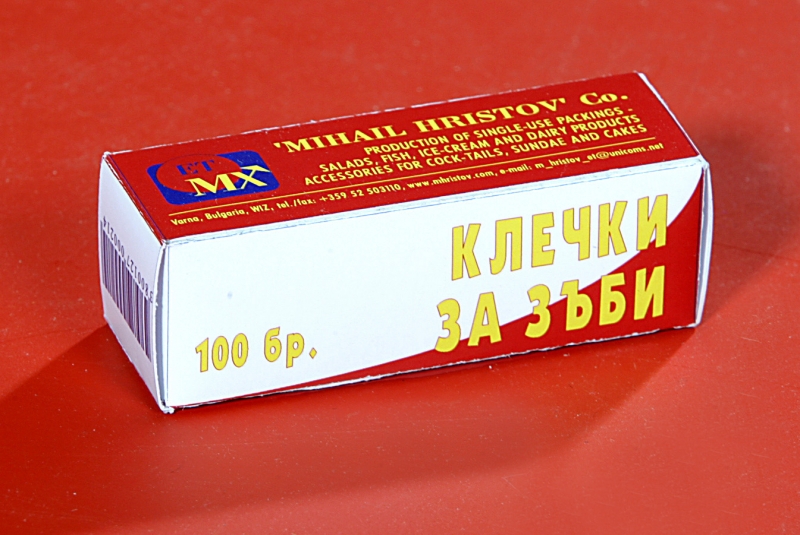 'MIHAIL HRISTOV' Co.
PRODUCTION OF SINGLE-USE PACKINGS -
SALADS, FISH, ICE-CREAM AND DAIRY PRODUCTS
ACCESSORIES FOR COCK-TAILS, SUNDAE AND CAKES
ET
MX
Varna, Bulgaria, WIZ, tel./fax: +359 52 503110, www.mhristov.com, e-mail: m_hristov_et@unicoms.net
КЛЕЧКИ
ЗА ЗЪБИ
100 бр.